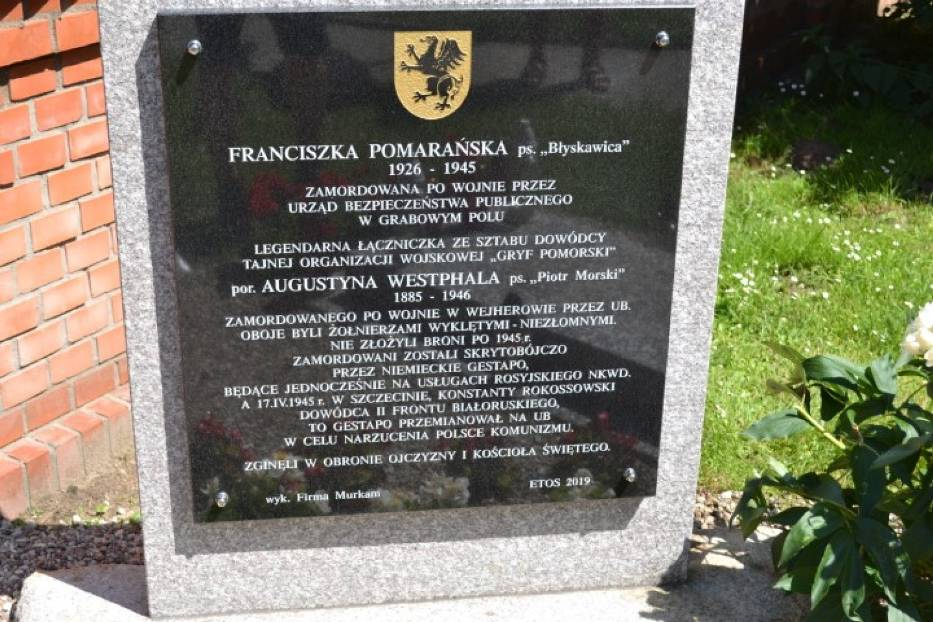 FRANCISZKA POMARAŃSKA ps. „Błyskawica”
1926 - 1945
ZAMORDOWANA PO WOJNIE PRZEZ
URZĄD BEZPIECZEŃSTWA PUBLICZNEGO
W GRABOWYM POLU
LEGENDARNA ŁĄCZNICZKA ZE SZTABU DOWÓDCY
TAJNEJ ORGANIZACJI WOJSKOWEJ „GRYF POMORSKI”
por. AUGUSTYNA WESTPHALA ps. „Piotr Morski”
1885 - 1946
ZAMORDOWANEGO PO WOJNIE W WEJHEROWIE PRZEZ UB.
OBOJE BYLI ŻOŁNIERZAMI WYKLĘTYMI - NIEZŁOMNYMI.
NIE ZŁOŻYLI BRONI PO 1945 r.
ZAMORDOWANI ZOSTALI SKRYTOBÓJCZO
PRZEZ NIEMIECKIE GESTAPO,
BĘDĄCE JEDNOCZEŚNIE NA USŁUGACH ROSYJSKIEGO NKWD.
A 17.IV.1945 r. W SZCZECINIE, KONSTANTY ROKOSSOWSKI
DOWÓDCA II FRONTU BIAŁORUSKIEGO,
TO GESTAPO PRZEMIANOWAŁ NA UB
W CELU NARZUCENIA POLSCE KOMUNIZMU.
ZGINĘLI W OBRONIE OJCZYZNY I KOŚCIOŁA ŚWIĘTEGO.
wyk. Firma Murkam ETOS 2019